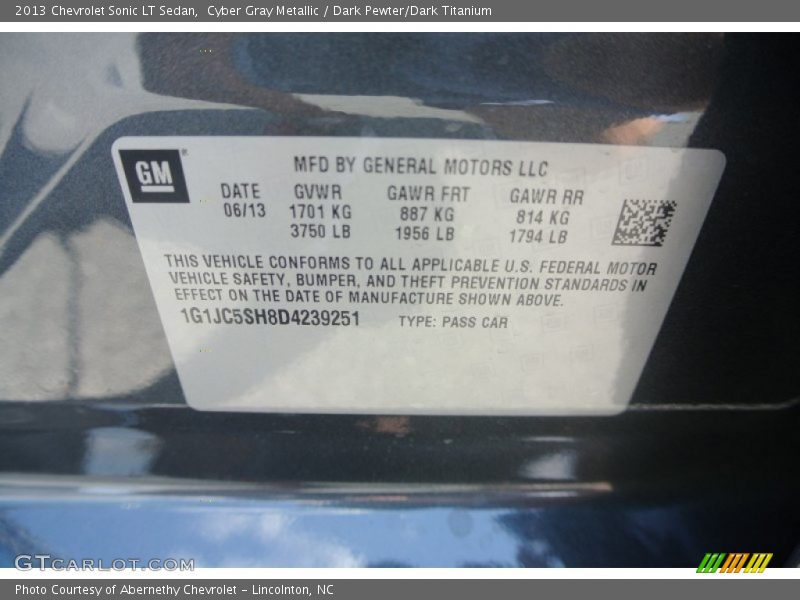 2013 Chevrolet Sonic LT Sedan,  Cyber Gray Metallic / Dark Pewter/Dark Titanium
GM
MFD BY GENERAL MOTORS LLC
DATE GVWR GAWR FRT GAWR RR
06/13 1701 KG 887 KG 814 KG
3750 LB 1956 LB 1794 LB
THIS VEHICLE CONFORMS TO ALL APPLICABLE U.S. FEDERAL MOTOR
VEHICLE SAFETY, BUMPER, AND THEFT PREVENTION STANDARDS IN
EFFECT ON THE DATE OF MANUFACTURE SHOWN ABOVE.
1G1JC5SH8D4239251 TYPE: PASS CAR
GTCARLOT.COM
Photo Courtesy of Abernethy Chevrolet – Lincolnton, NC